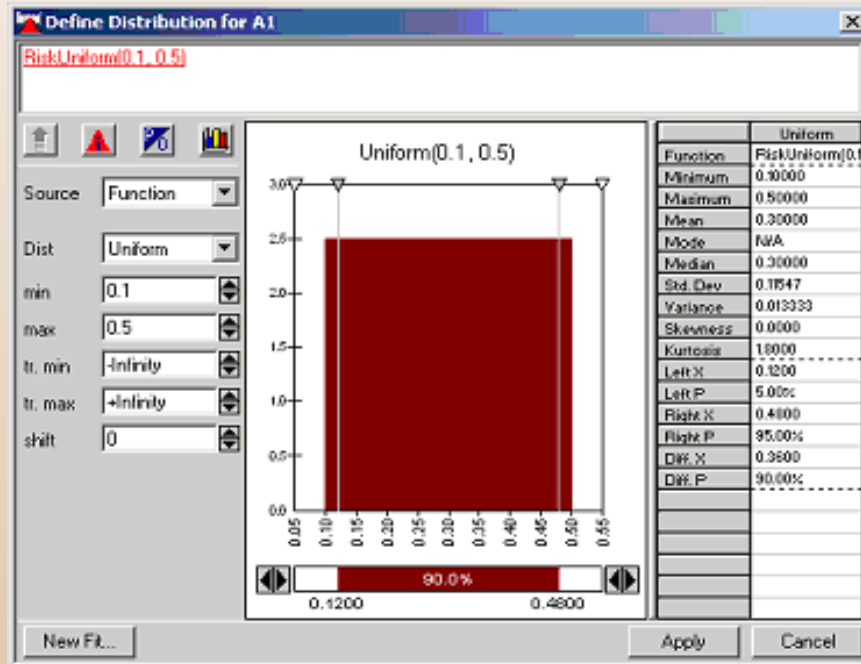 Define Distribution for A1
RiskUniform(0.1, 0.5)
Source Function
Dist Uniform
min 0.1
max 0.5
tr. min -Infinity
tr. max +Infinity
shift 0
Uniform(0.1, 0.5)
3.0
2.5
2.0
1.5
1.0
0.5
0.0
0.05 0.10 0.15 0.20 0.25 0.30 0.35 0.40 0.45 0.50 0.55
90.0%
0.1200 0.4800
Uniform
Function RiskUniform(0.
Minimum 0.10000
Maximum 0.50000
Mean 0.30000
Mode N/A
Median 0.30000
Std. Dev 0.11547
Variance 0.013333
Skewness 0.0000
Kurtosis 1.8000
Left X 0.1200
Left P 5.00%
Right X 0.4800
Right P 95.00%
Diff. X 0.3600
Diff. P 90.00%
New Fit... Apply Cancel